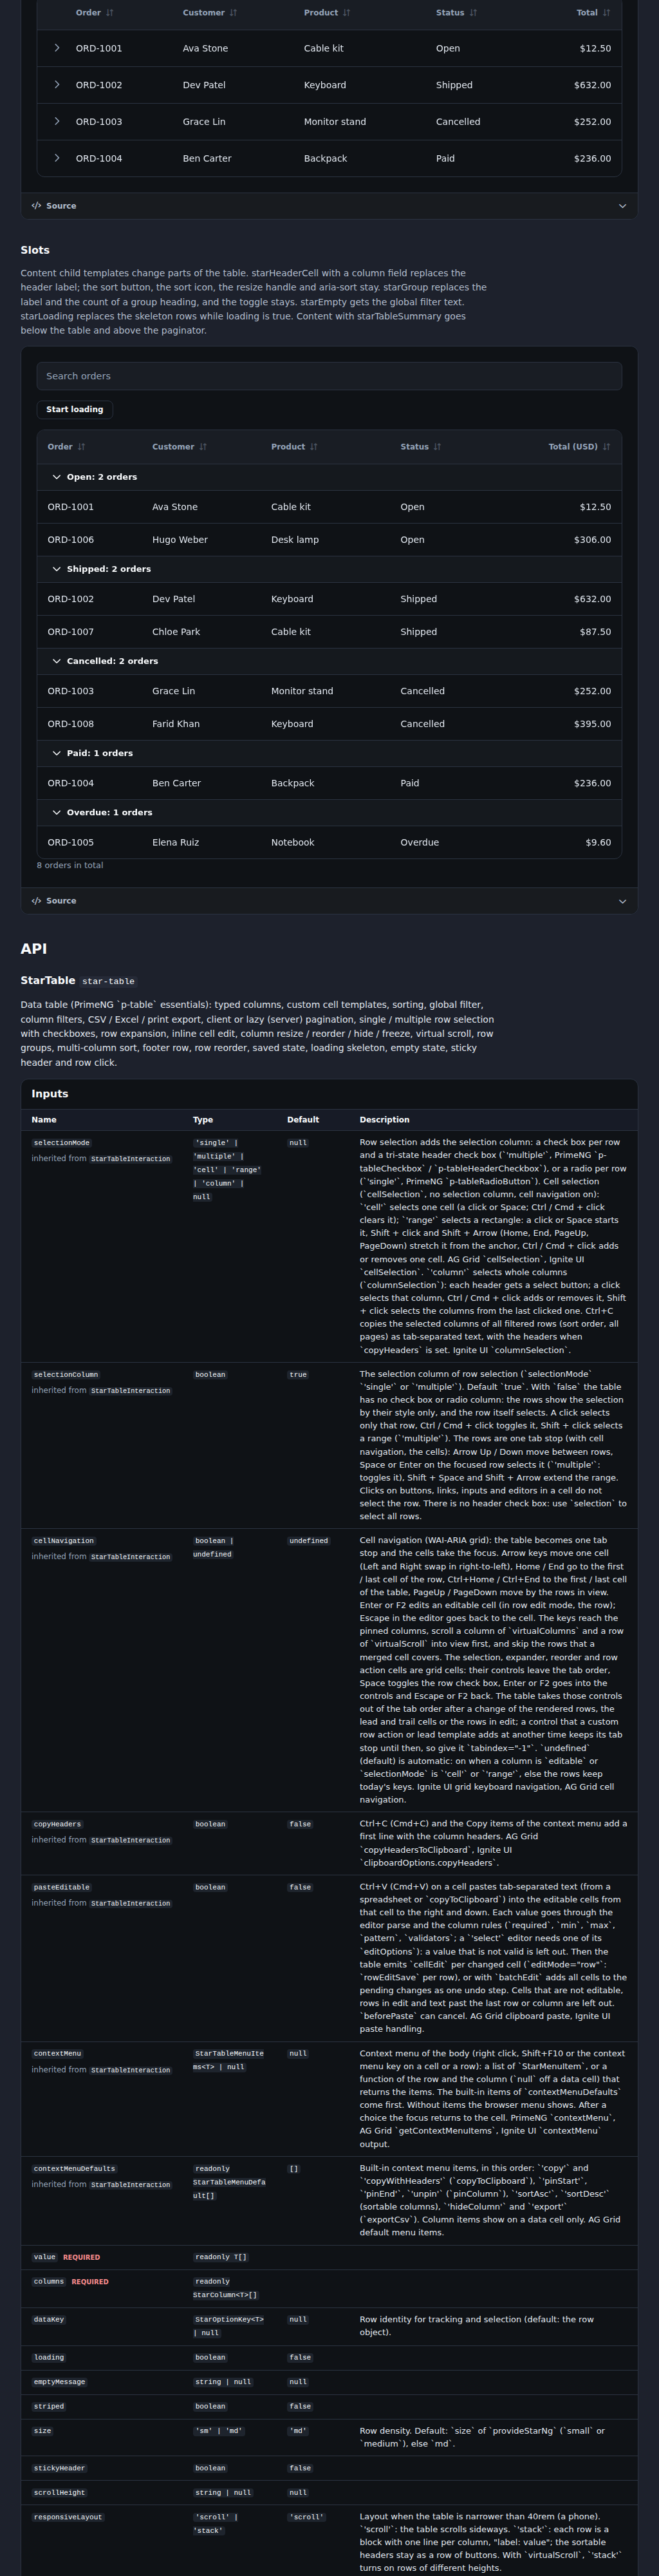 Order Customer Product Status Total
ORD-1001 Ava Stone Cable kit Open $12.50
ORD-1002 Dev Patel Keyboard Shipped $632.00
ORD-1003 Grace Lin Monitor stand Cancelled $252.00
ORD-1004 Ben Carter Backpack Paid $236.00
</> Source
Slots
Content child templates change parts of the table. starHeaderCell with a column field replaces the
header label; the sort button, the sort icon, the resize handle and aria-sort stay. starGroup replaces the
label and the count of a group heading, and the toggle stays. starEmpty gets the global filter text.
starLoading replaces the skeleton rows while loading is true. Content with starTableSummary goes
below the table and above the paginator.
Search orders
Start loading
Order Customer Product Status Total (USD)
Open: 2 orders
ORD-1001 Ava Stone Cable kit Open $12.50
ORD-1006 Hugo Weber Desk lamp Open $306.00
Shipped: 2 orders
ORD-1002 Dev Patel Keyboard Shipped $632.00
ORD-1007 Chloe Park Cable kit Shipped $87.50
Cancelled: 2 orders
ORD-1003 Grace Lin Monitor stand Cancelled $252.00
ORD-1008 Farid Khan Keyboard Cancelled $395.00
Paid: 1 orders
ORD-1004 Ben Carter Backpack Paid $236.00
Overdue: 1 orders
ORD-1005 Elena Ruiz Notebook Overdue $9.60
8 orders in total
</> Source
API
StarTable star-table
Data table (PrimeNG `p-table` essentials): typed columns, custom cell templates, sorting, global filter,
column filters, CSV / Excel / print export, client or lazy (server) pagination, single / multiple row selection
with checkboxes, row expansion, inline cell edit, column resize / reorder / hide / freeze, virtual scroll, row
groups, multi-column sort, footer row, row reorder, saved state, loading skeleton, empty state, sticky
header and row click.
Inputs
Name Type Default Description
selectionMode
inherited from StarTableInteraction
'single' |
'multiple' |
'cell' | 'range'
| 'column' |
null
null
Row selection adds the selection column: a check box per row
and a tri-state header check box (`'multiple'`, PrimeNG `p-
tableCheckbox` / `p-tableHeaderCheckbox`), or a radio per row
(`'single'`, PrimeNG `p-tableRadioButton`). Cell selection
(`cellSelection`, no selection column, cell navigation on):
`'cell'` selects one cell (a click or Space; Ctrl / Cmd + click
clears it); `'range'` selects a rectangle: a click or Space starts
it, Shift + click and Shift + Arrow (Home, End, PageUp,
PageDown) stretch it from the anchor, Ctrl / Cmd + click adds
or removes one cell. AG Grid `cellSelection`, Ignite UI
`cellSelection`. `'column'` selects whole columns
(`columnSelection`): each header gets a select button; a click
selects that column, Ctrl / Cmd + click adds or removes it, Shift
+ click selects the columns from the last clicked one. Ctrl+C
copies the selected columns of all filtered rows (sort order, all
pages) as tab-separated text, with the headers when
`copyHeaders` is set. Ignite UI `columnSelection`.
selectionColumn
inherited from StarTableInteraction
boolean
true
The selection column of row selection (`selectionMode`
`'single'` or `'multiple'`). Default `true`. With `false` the table
has no check box or radio column: the rows show the selection
by their style only, and the row itself selects. A click selects
only that row, Ctrl / Cmd + click toggles it, Shift + click selects
a range (`'multiple'`). The rows are one tab stop (with cell
navigation, the cells): Arrow Up / Down move between rows,
Space or Enter on the focused row selects it (`'multiple'`:
toggles it), Shift + Space and Shift + Arrow extend the range.
Clicks on buttons, links, inputs and editors in a cell do not
select the row. There is no header check box: use `selection` to
select all rows.
cellNavigation
inherited from StarTableInteraction
boolean |
undefined
undefined
Cell navigation (WAI-ARIA grid): the table becomes one tab
stop and the cells take the focus. Arrow keys move one cell
(Left and Right swap in right-to-left), Home / End go to the first
/ last cell of the row, Ctrl+Home / Ctrl+End to the first / last cell
of the table, PageUp / PageDown move by the rows in view.
Enter or F2 edits an editable cell (in row edit mode, the row);
Escape in the editor goes back to the cell. The keys reach the
pinned columns, scroll a column of `virtualColumns` and a row
of `virtualScroll` into view first, and skip the rows that a
merged cell covers. The selection, expander, reorder and row
action cells are grid cells: their controls leave the tab order,
Space toggles the row check box, Enter or F2 goes into the
controls and Escape or F2 back. The table takes those controls
out of the tab order after a change of the rendered rows, the
lead and trail cells or the rows in edit; a control that a custom
row action or lead template adds at another time keeps its tab
stop until then, so give it `tabindex="-1"`. `undefined`
(default) is automatic: on when a column is `editable` or
`selectionMode` is `'cell'` or `'range'`, else the rows keep
today's keys. Ignite UI grid keyboard navigation, AG Grid cell
navigation.
copyHeaders
inherited from StarTableInteraction
boolean
false
Ctrl+C (Cmd+C) and the Copy items of the context menu add a
first line with the column headers. AG Grid
`copyHeadersToClipboard`, Ignite UI
`clipboardOptions.copyHeaders`.
pasteEditable
inherited from StarTableInteraction
boolean
false
Ctrl+V (Cmd+V) on a cell pastes tab-separated text (from a
spreadsheet or `copyToClipboard`) into the editable cells from
that cell to the right and down. Each value goes through the
editor parse and the column rules (`required`, `min`, `max`,
`pattern`, `validators`; a `'select'` editor needs one of its
`editOptions`): a value that is not valid is left out. Then the
table emits `cellEdit` per changed cell (`editMode="row"`:
`rowEditSave` per row), or with `batchEdit` adds all cells to the
pending changes as one undo step. Cells that are not editable,
rows in edit and text past the last row or column are left out.
`beforePaste` can cancel. AG Grid clipboard paste, Ignite UI
paste handling.
contextMenu
inherited from StarTableInteraction
StarTableMenuIte
ms<T> | null
null
Context menu of the body (right click, Shift+F10 or the context
menu key on a cell or a row): a list of `StarMenuItem`, or a
function of the row and the column (`null` off a data cell) that
returns the items. The built-in items of `contextMenuDefaults`
come first. Without items the browser menu shows. After a
choice the focus returns to the cell. PrimeNG `contextMenu`,
AG Grid `getContextMenuItems`, Ignite UI `contextMenu`
output.
contextMenuDefaults
inherited from StarTableInteraction
readonly
StarTableMenuDefa
ult[]
[]
Built-in context menu items, in this order: `'copy'` and
`'copyWithHeaders'` (`copyToClipboard`), `'pinStart'`,
`'pinEnd'`, `'unpin'` (`pinColumn`), `'sortAsc'`, `'sortDesc'`
(sortable columns), `'hideColumn'` and `'export'`
(`exportCsv`). Column items show on a data cell only. AG Grid
default menu items.
value REQUIRED
readonly T[]
columns REQUIRED
readonly
StarColumn<T>[]
dataKey
StarOptionKey<T>
| null
null
Row identity for tracking and selection (default: the row
object).
loading boolean false
emptyMessage string | null null
striped boolean false
size 'sm' | 'md' 'md'
Row density. Default: `size` of `provideStarNg` (`small` or
`medium`), else `md`.
stickyHeader boolean false
scrollHeight string | null null
responsiveLayout
'scroll' |
'stack'
'scroll'
Layout when the table is narrower than 40rem (a phone).
`'scroll'`: the table scrolls sideways. `'stack'`: each row is a
block with one line per column, "label: value"; the sortable
headers stay as a row of buttons. With `virtualScroll`, `'stack'`
turns on rows of different heights.